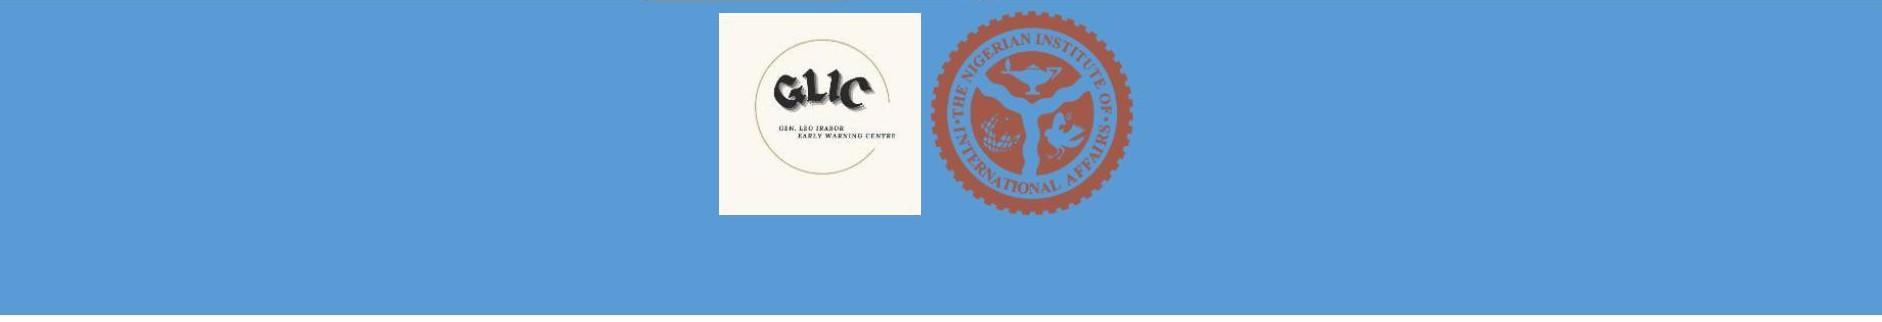 GLIC
GEN. LEO IRABOR
EARLY WARNING CENTRE
•THE NIGERIAN INSTITUTE OF•
INTERNATIONAL AFFAIRS